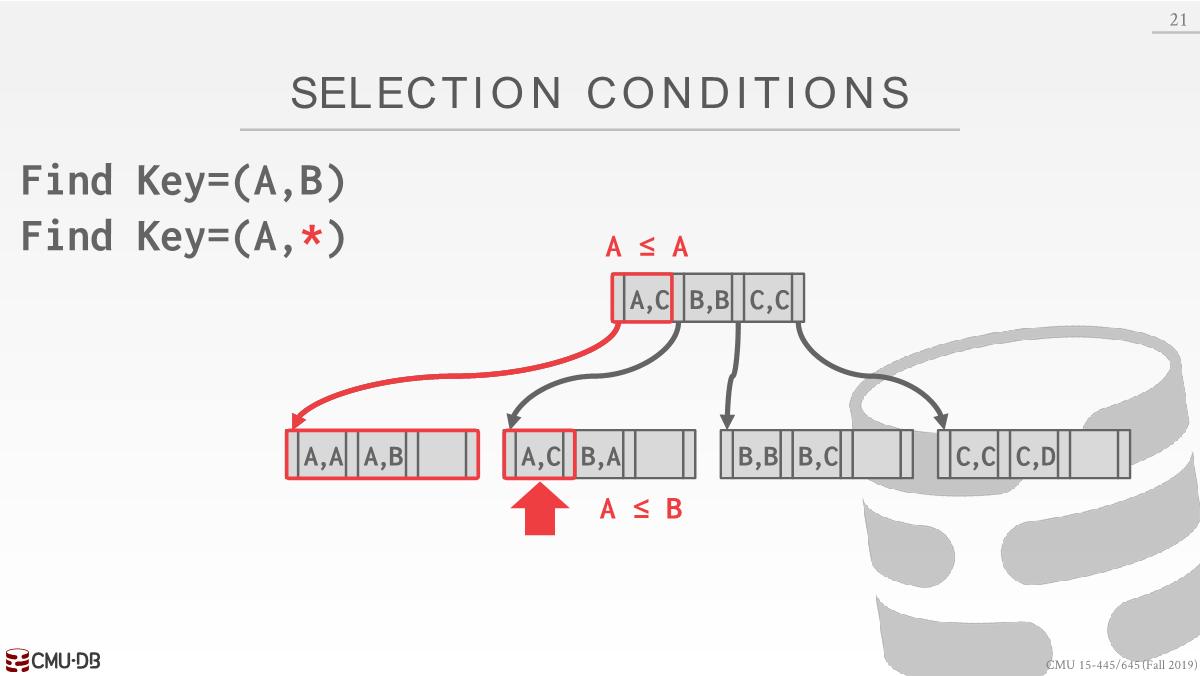 21
SELECTION CONDITIONS
Find Key=(A,B)
Find Key=(A,*)
A ≤ A
A,C B,B C,C
A,A A,B A,C B,A B,B B,C C,C C,D
A ≤ B
CMU·DB
CMU 15-445/645 (Fall 2019)